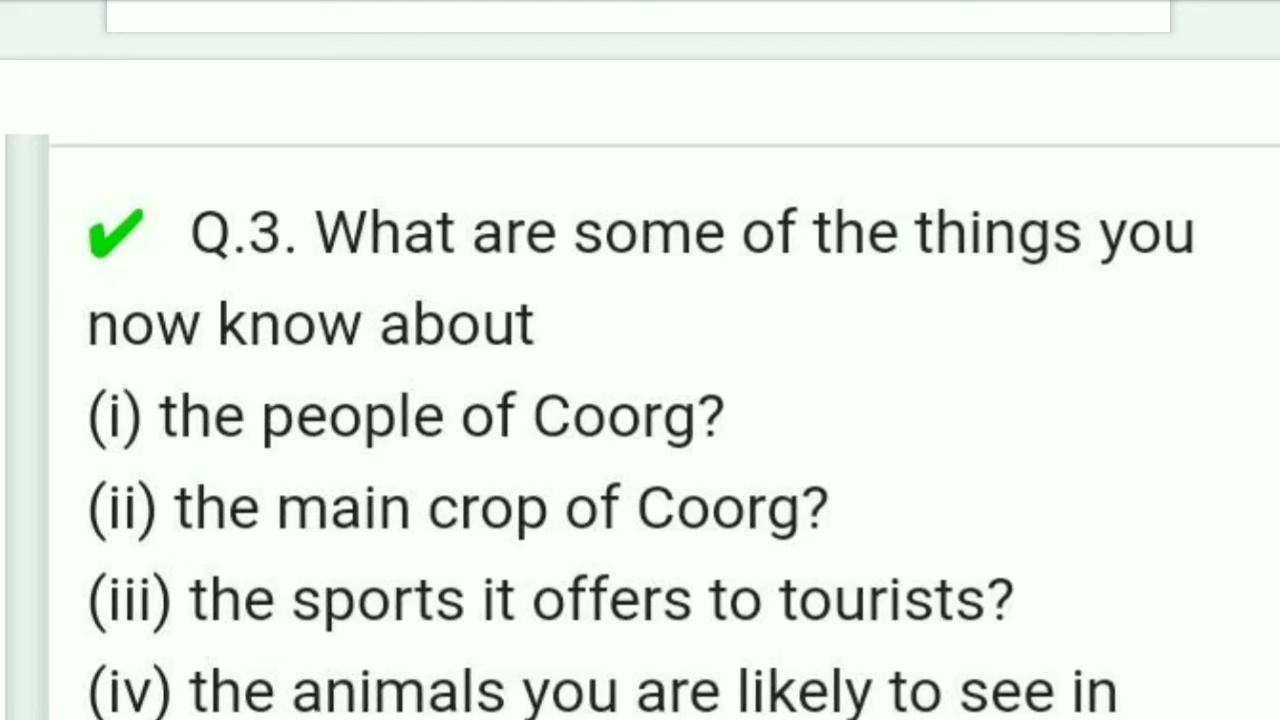 ✔ Q.3. What are some of the things you
now know about
(i) the people of Coorg?
(ii) the main crop of Coorg?
(iii) the sports it offers to tourists?
(iv) the animals you are likely to see in